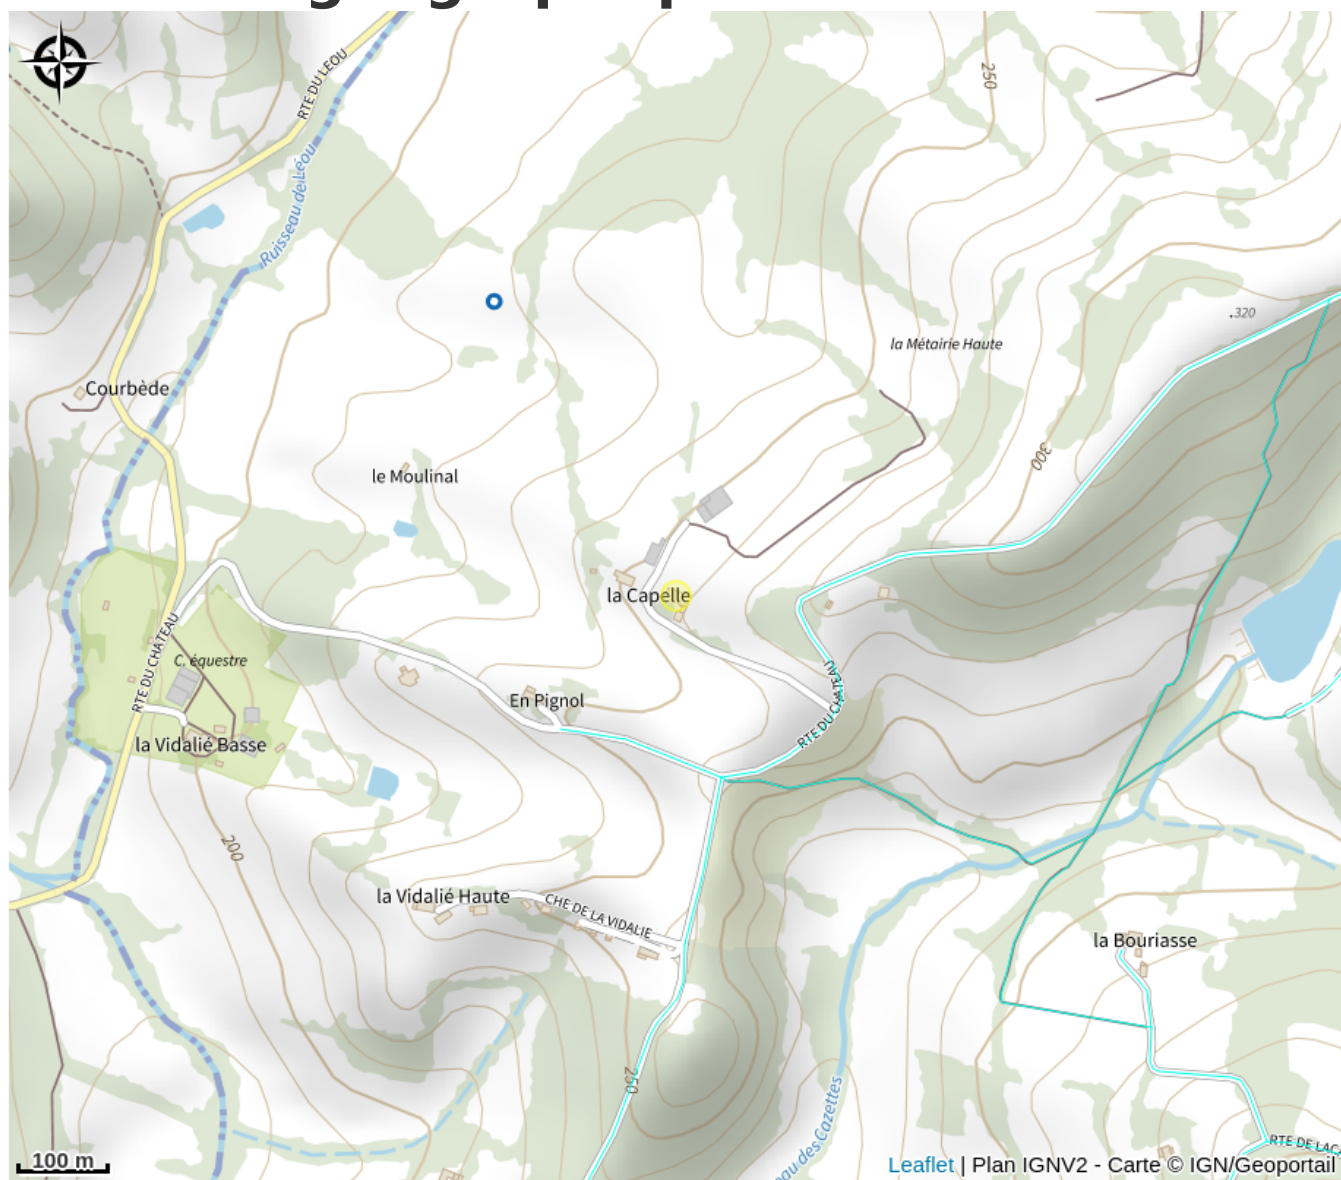 RTE DU LEOU
250
Ruisseau de Léou
.320
la Métairie Haute
Courbède
300
le Moulinal
la Capelle
RTE DU CHATEAU
C. équestre
RTE DU CHATEAU
En Pignol
la Vidalié Basse
200
la Vidalié Haute
CHE DE LA VIDALIE
la Bouriasse
250
eau des Cazettes
RTE DE LACA
100 m
Leaflet | Plan IGNV2 - Carte © IGN/Geoportail